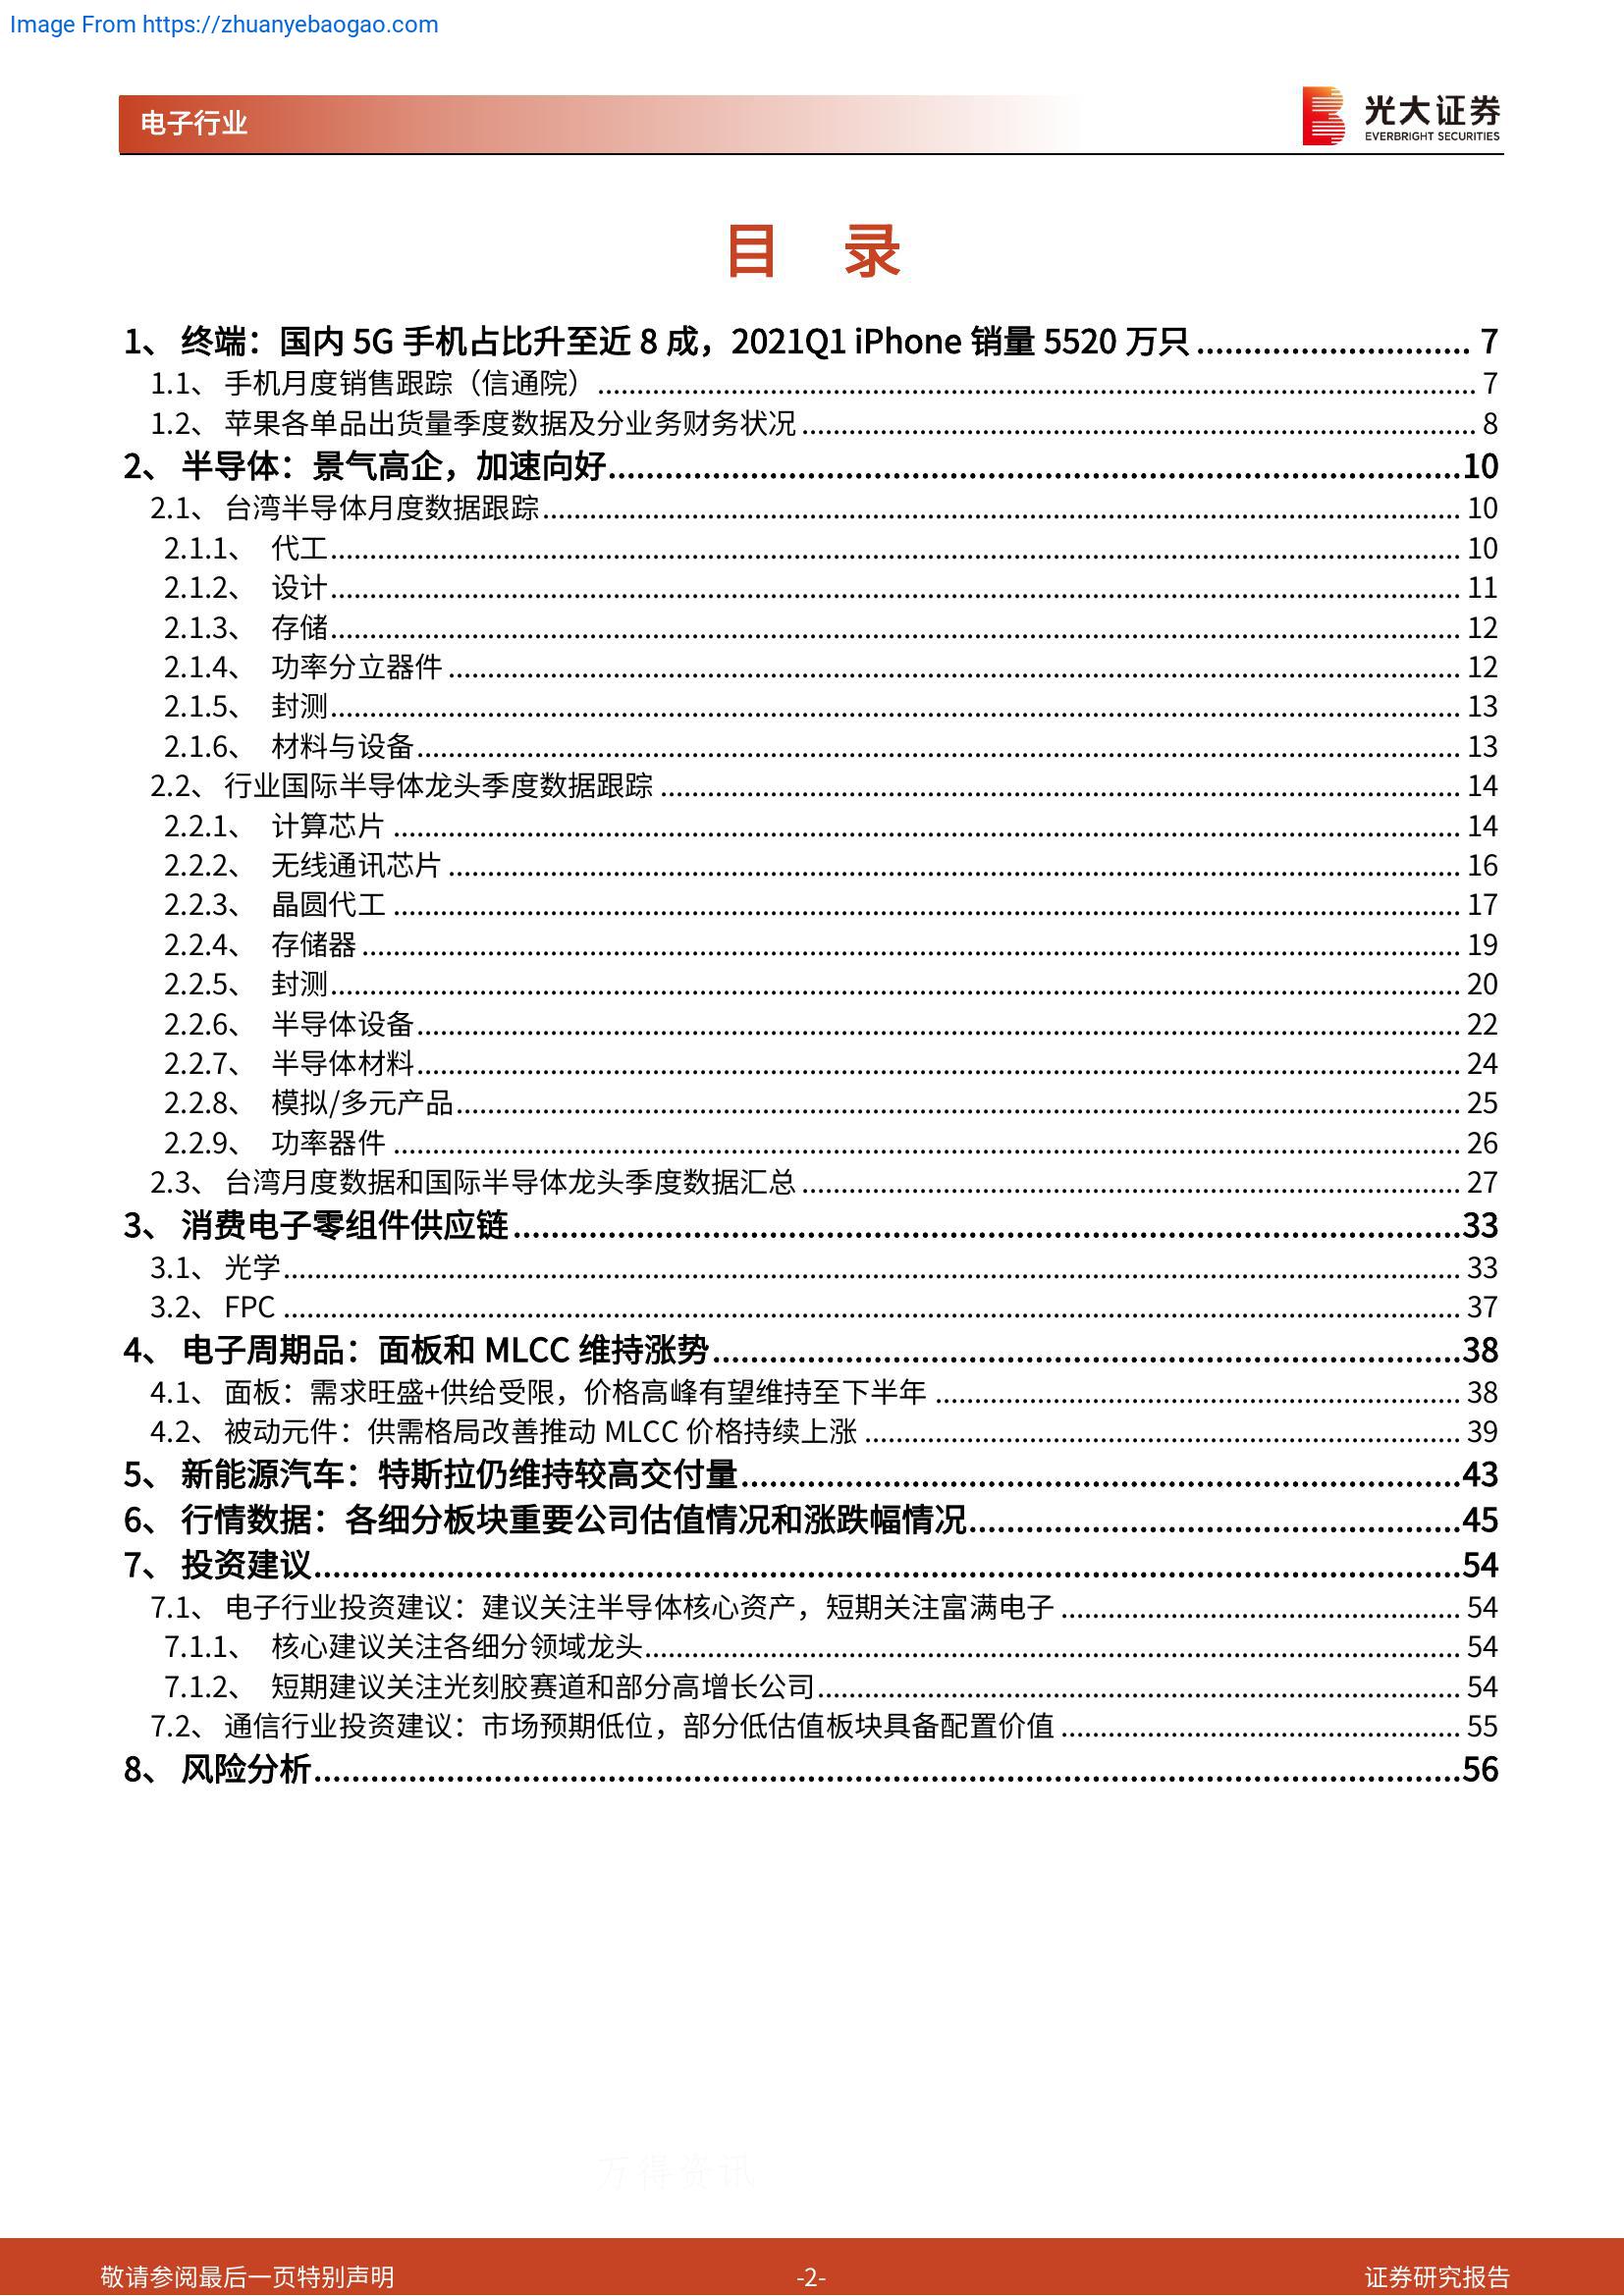 Image From https://zhuanyebaogao.com
电子行业
光大证券
EVERBRIGHT SECURITIES
目 录
1、 终端：国内 5G 手机占比升至近 8 成，2021Q1 iPhone 销量 5520 万只 ............................. 7
1.1、 手机月度销售跟踪（信通院） ............................. 7
1.2、 苹果各单品出货量季度数据及分业务财务状况 ............................. 8
2、 半导体：景气高企，加速向好 ............................. 10
2.1、 台湾半导体月度数据跟踪 ............................. 10
2.1.1、 代工 ............................. 10
2.1.2、 设计 ............................. 11
2.1.3、 存储 ............................. 12
2.1.4、 功率分立器件 ............................. 12
2.1.5、 封测 ............................. 13
2.1.6、 材料与设备 ............................. 13
2.2、 行业国际半导体龙头季度数据跟踪 ............................. 14
2.2.1、 计算芯片 ............................. 14
2.2.2、 无线通讯芯片 ............................. 16
2.2.3、 晶圆代工 ............................. 17
2.2.4、 存储器 ............................. 19
2.2.5、 封测 ............................. 20
2.2.6、 半导体设备 ............................. 22
2.2.7、 半导体材料 ............................. 24
2.2.8、 模拟/多元产品 ............................. 25
2.2.9、 功率器件 ............................. 26
2.3、 台湾月度数据和国际半导体龙头季度数据汇总 ............................. 27
3、 消费电子零组件供应链 ............................. 33
3.1、 光学 ............................. 33
3.2、 FPC ............................. 37
4、 电子周期品：面板和 MLCC 维持涨势 ............................. 38
4.1、 面板：需求旺盛+供给受限，价格高峰有望维持至下半年 ............................. 38
4.2、 被动元件：供需格局改善推动 MLCC 价格持续上涨 ............................. 39
5、 新能源汽车：特斯拉仍维持较高交付量 ............................. 43
6、 行情数据：各细分板块重要公司估值情况和涨跌幅情况 ............................. 45
7、 投资建议 ............................. 54
7.1、 电子行业投资建议：建议关注半导体核心资产，短期关注富满电子 ............................. 54
7.1.1、 核心建议关注各细分领域龙头 ............................. 54
7.1.2、 短期建议关注光刻胶赛道和部分高增长公司 ............................. 54
7.2、 通信行业投资建议：市场预期低位，部分低估值板块具备配置价值 ............................. 55
8、 风险分析 ............................. 56
万得资讯
敬请参阅最后一页特别声明
-2-
证券研究报告